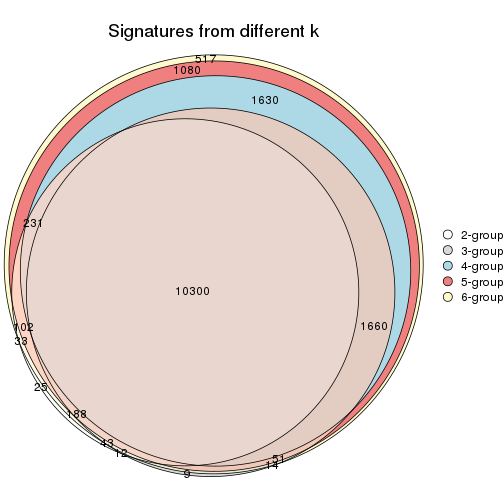 Signatures from different k
517
1080
1630
231
10300
1660
102
33
25
188
43
12
9
51
14
2-group
3-group
4-group
5-group
6-group